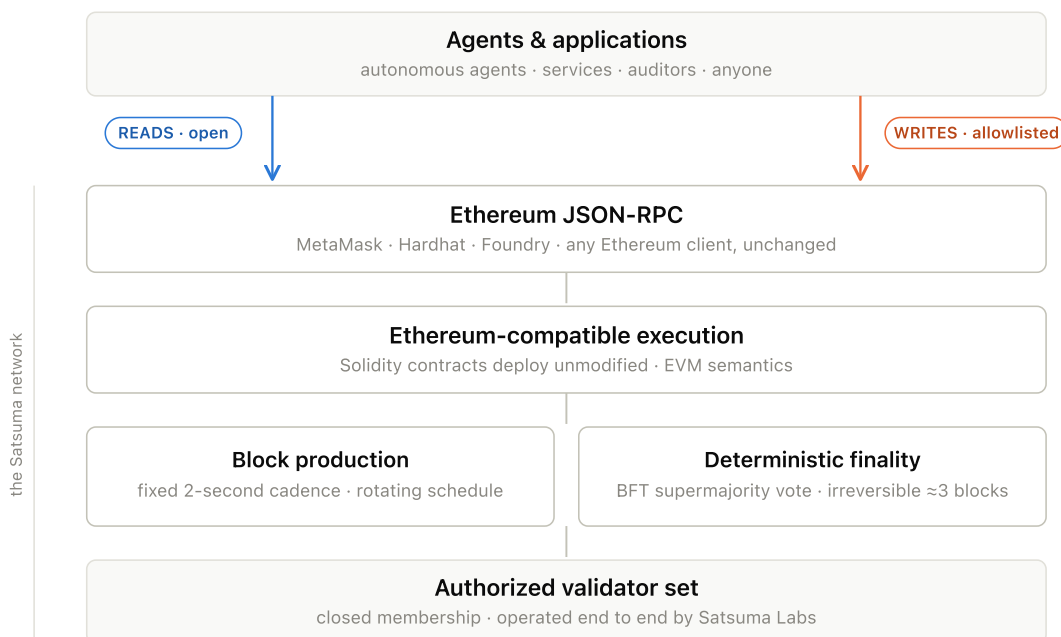 Agents & applications
autonomous agents · services · auditors · anyone
READS · open
WRITES · allowlisted
Ethereum JSON-RPC
MetaMask · Hardhat · Foundry · any Ethereum client, unchanged
Ethereum-compatible execution
Solidity contracts deploy unmodified · EVM semantics
the Satsuma network
Block production
fixed 2-second cadence · rotating schedule
Deterministic finality
BFT supermajority vote · irreversible ≈3 blocks
Authorized validator set
closed membership · operated end to end by Satsuma Labs